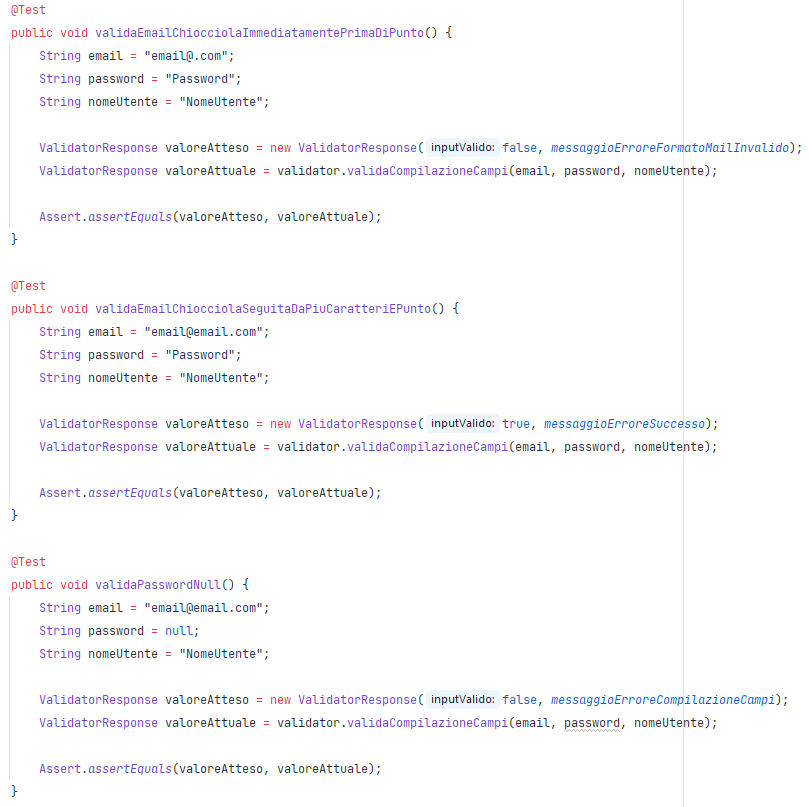 @Test
public void validaEmailChiocciolaImmediatamentePrimaDiPunto() {
    String email = "email@.com";
    String password = "Password";
    String nomeUtente = "NomeUtente";

    ValidatorResponse valoreAtteso = new ValidatorResponse( inputValido: false, messaggioErroreFormatoMailInvalido);
    ValidatorResponse valoreAttuale = validator.validaCompilazioneCampi(email, password, nomeUtente);

    Assert.assertEquals(valoreAtteso, valoreAttuale);
}

@Test
public void validaEmailChiocciolaSeguitaDaPiuCaratteriEPunto() {
    String email = "email@email.com";
    String password = "Password";
    String nomeUtente = "NomeUtente";

    ValidatorResponse valoreAtteso = new ValidatorResponse( inputValido: true, messaggioErroreSuccesso);
    ValidatorResponse valoreAttuale = validator.validaCompilazioneCampi(email, password, nomeUtente);

    Assert.assertEquals(valoreAtteso, valoreAttuale);
}

@Test
public void validaPasswordNull() {
    String email = "email@email.com";
    String password = null;
    String nomeUtente = "NomeUtente";

    ValidatorResponse valoreAtteso = new ValidatorResponse( inputValido: false, messaggioErroreCompilazioneCampi);
    ValidatorResponse valoreAttuale = validator.validaCompilazioneCampi(email, password, nomeUtente);

    Assert.assertEquals(valoreAtteso, valoreAttuale);
}